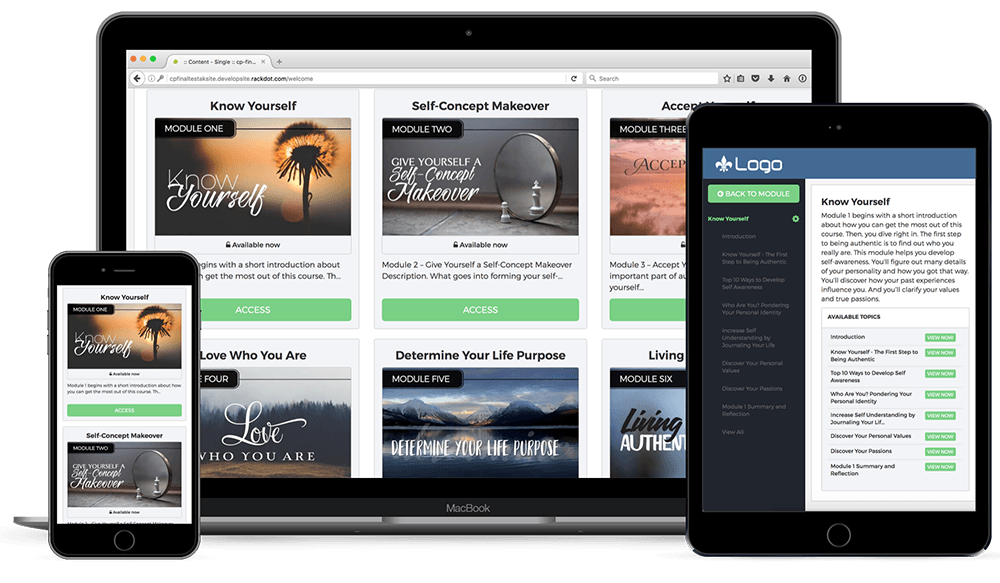 :: Content - Single :: cp-fin...
cpfinaltestaksite.developsite.rackdot.com/welcome
Search
Know Yourself
MODULE ONE
Know
Yourself
Available now
begins with a short introduction
can get the most out of this course. Th...
ACCESS
Self-Concept Makeover
MODULE TWO
GIVE YOURSELF A
Self-Concept
Makeover
Available now
Module 2 – Give Yourself a Self-Concept Makeover
Description. What goes into forming your self-...
ACCESS
Accept Yourself
MODULE THREE
ACCEPT
Module 3 – Accept Y
important part of au
yourself...
Love Who You Are
FOUR
Love
WHO YOU ARE
Determine Your Life Purpose
MODULE FIVE
DETERMINE YOUR LIFE PURPOSE
Living
MODULE SIX
Living
AUTHENT
MacBook
Know Yourself
MODULE ONE
Know
Yourself
Available now
Module 1 begins with a short introduction about how
you can get the most out of this course. Th...
ACCESS
Self-Concept Makeover
MODULE TWO
GIVE YOURSELF A
Self-Concept
Makeover
Available now
Logo
BACK TO MODULE
Know Yourself
Introduction
Know Yourself - The First
Step to Being Authentic
Top 10 Ways to Develop
Self Awareness
Who Are You? Pondering
Your Personal Identity
Increase Self
Understanding by
Journaling Your Life
Discover Your Personal
Values
Discover Your Passions
Module 1 Summary and
Reflection
View All
Know Yourself
Module 1 begins with a short introduction
about how you can get the most out of this
course. Then, you dive right in. The first step
to being authentic is to find out who you
really are. This module helps you develop
self-awareness. You'll figure out many details
of your personality and how you got that way.
You'll discover how your past experiences
influence you. And you'll clarify your values
and true passions.
AVAILABLE TOPICS
Introduction VIEW NOW
Know Yourself - The First Step to VIEW NOW
Being Authentic
Top 10 Ways to Develop Self VIEW NOW
Awareness
Who Are You? Pondering Your VIEW NOW
Personal Identity
Increase Self Understanding by VIEW NOW
Journaling Your Lif...
Discover Your Personal Values VIEW NOW
Discover Your Passions VIEW NOW
Module 1 Summary and VIEW NOW
Reflection